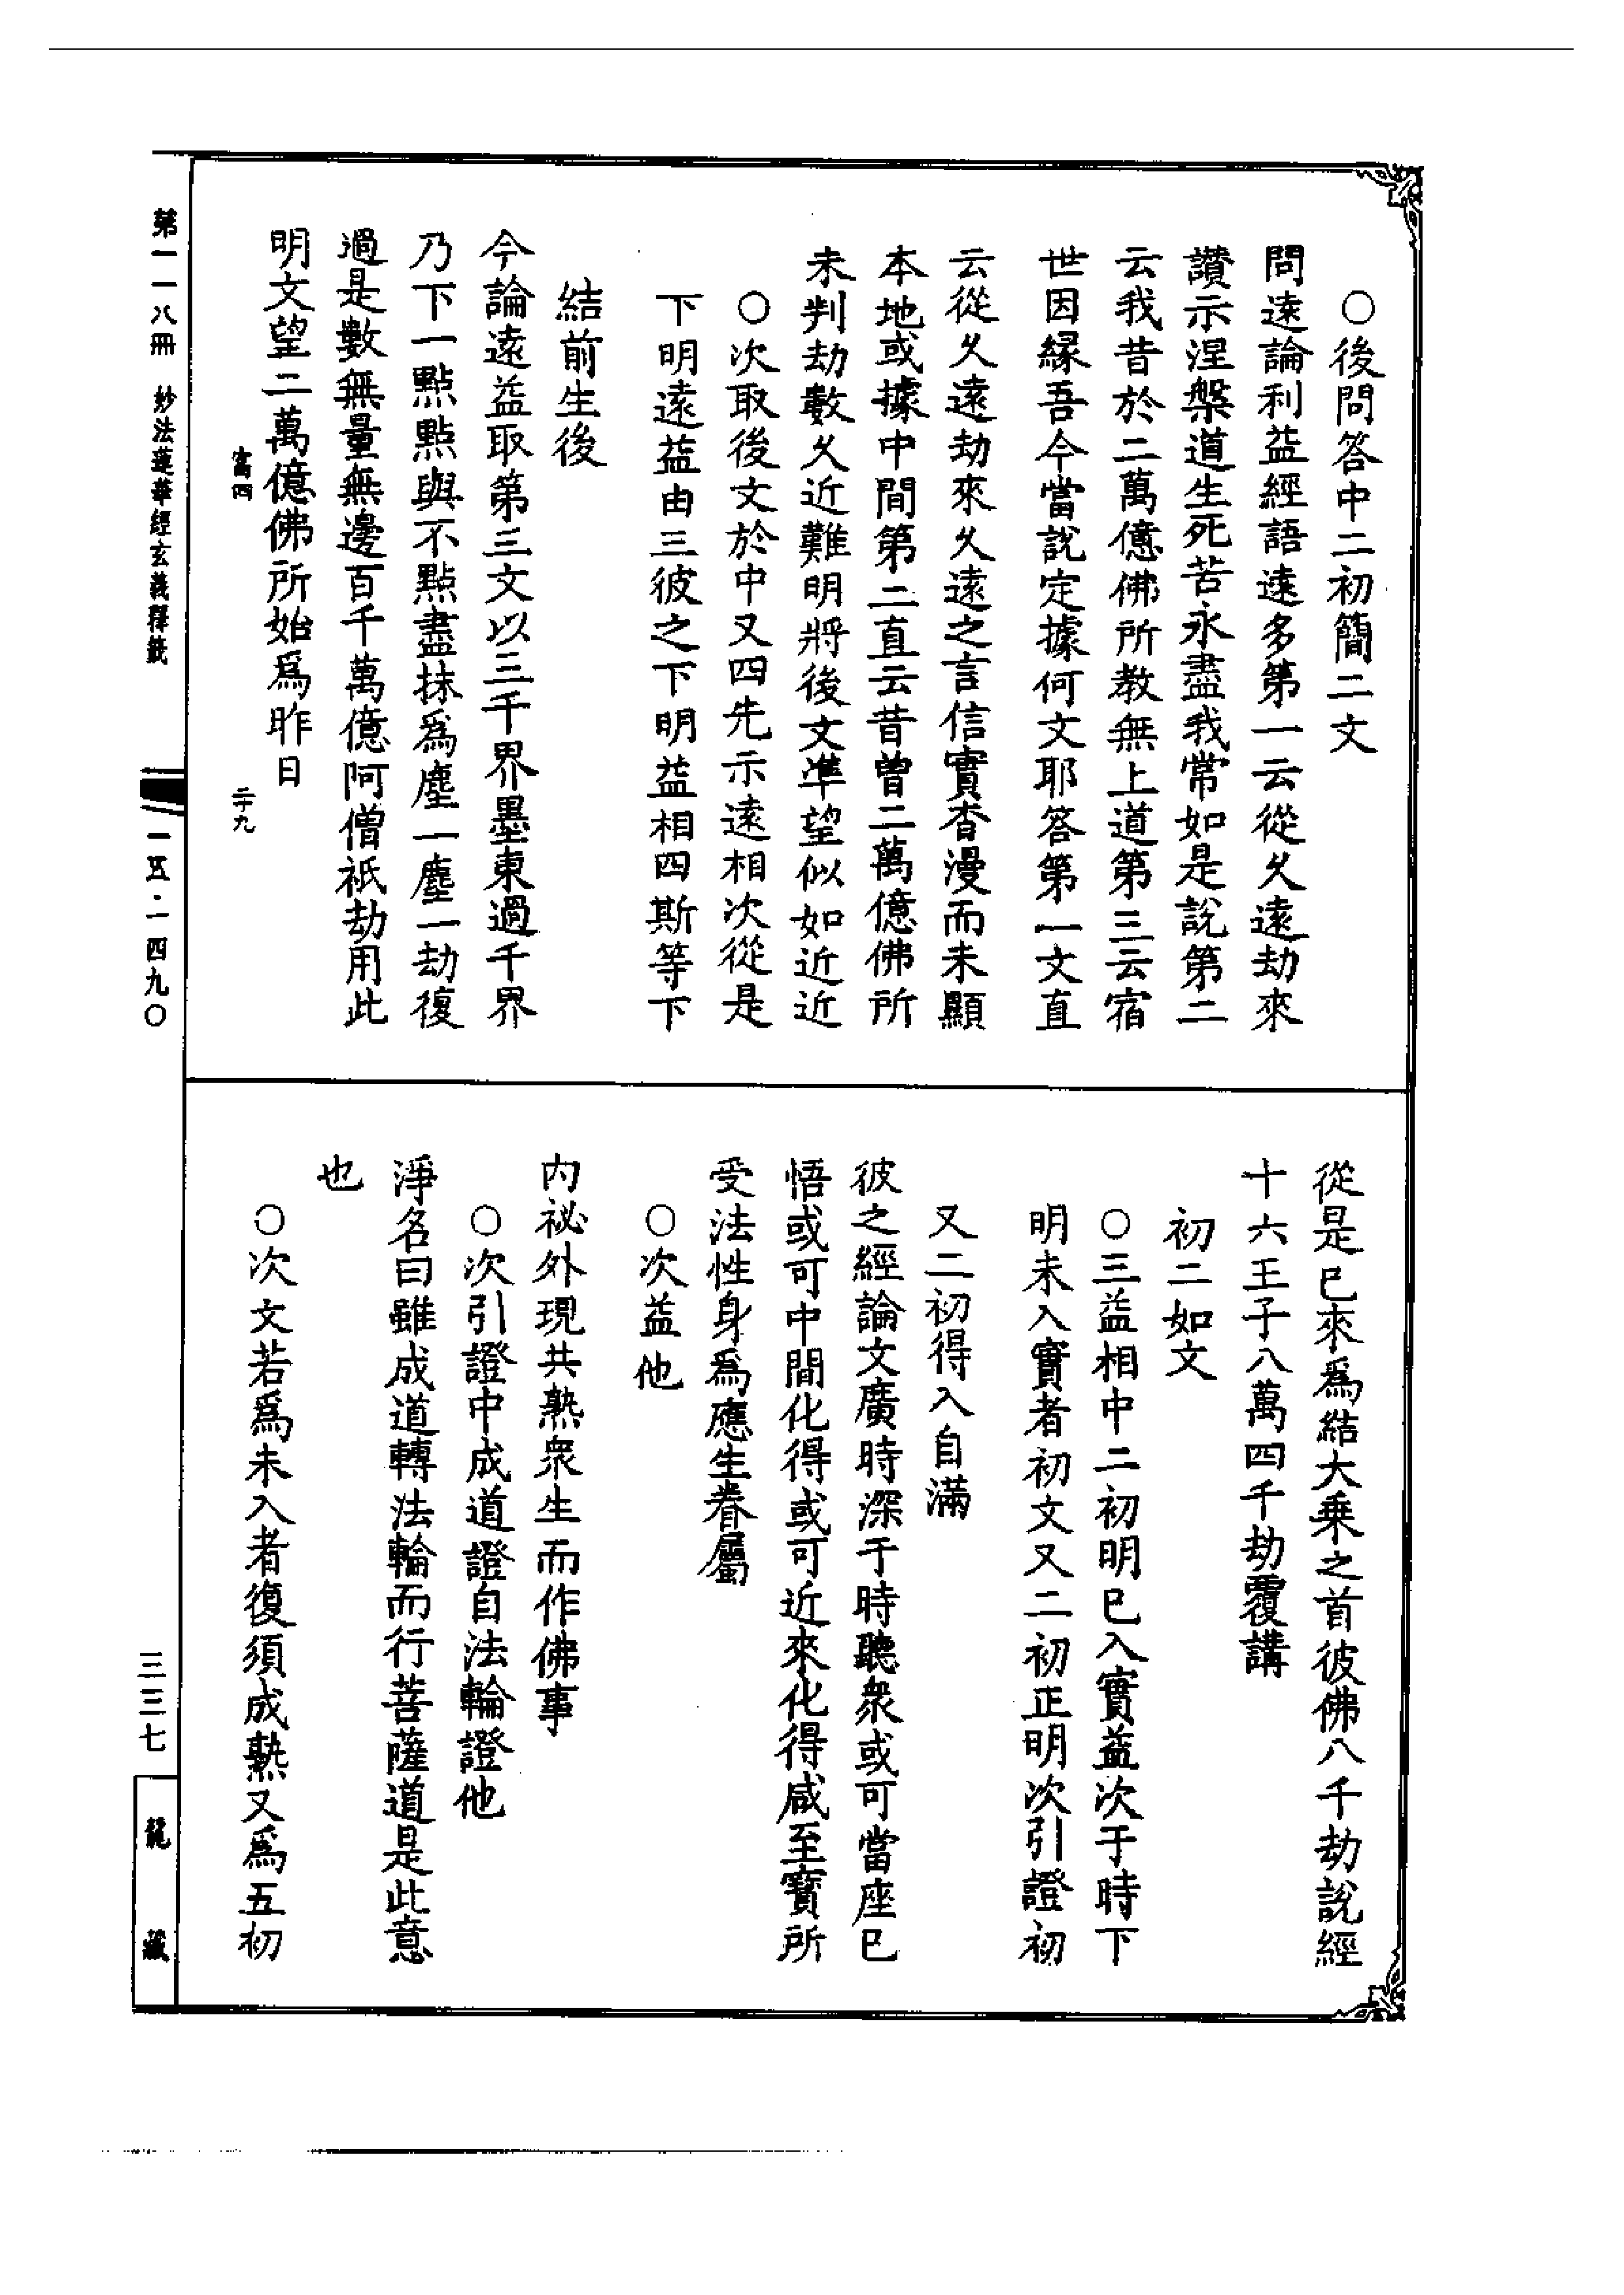 〇後問答中二初簡二文
問遠論利益經語遠多第一云從久遠劫來
讚示涅槃道生死苦永盡我常如是說第二
云我昔於二萬億佛所教無上道第三云宿
世因緣吾今當說定據何文耶答第一文直
云從久遠劫來久遠之言信實杳漫而未顯
本地或據中間第二直云昔曾二萬億佛所
未判劫數久近難明將後文準望似如近近
〇次取後文於中又四先示遠相次從是
下明遠益由三彼之下明益相四斯等下
結前生後
今論遠益取第三文以三千界墨東過千界
乃下一點點與不點盡抹爲塵一塵一劫復
過是數無量無邊百千萬億阿僧祇劫用此
明文望二萬億佛所始爲昨日
富四 二十九
從是已來爲結大乘之首彼佛八千劫說經
十六王子八萬四千劫覆講
初二如文
〇三益相中二初明已入實益次于時下
明未入實者初文又二初正明次引證初
又二初得入自滿
彼之經論文廣時深于時聽衆或可當座已
悟或可中間化得或可近來化得咸至寶所
受法性身爲應生眷屬
〇次益他
内祕外現共熟衆生而作佛事
〇次引證中成道證自法輪證他
淨名曰雖成道轉法輪而行菩薩道是此意
也
〇次文若爲未入者復須成熟又爲五初
第一一八冊 妙法蓮華經玄義釋籤 一五·一四九〇 三三七 龍藏